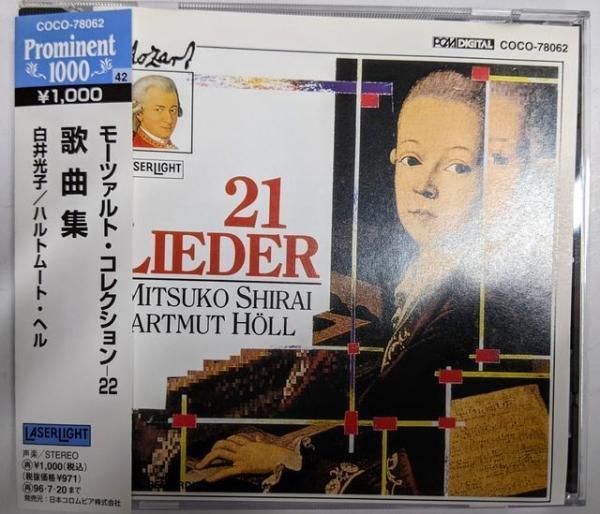 COCO-78062
Prominent
1000
42
¥1,000
モーツァルト・コレクション—22
歌曲集
白井光子/ハルトムート・ヘル
LASERLIGHT
声楽/STEREO
再¥1,000(税込)
(税抜価格¥971)
再96・7・20まで
発売元:日本コロムビア株式会社
Mozart
PCM DIGITAL COCO-78062
LASERLIGHT
21
LIEDER
MITSUKO SHIRAI
ARTMUT HÖLL